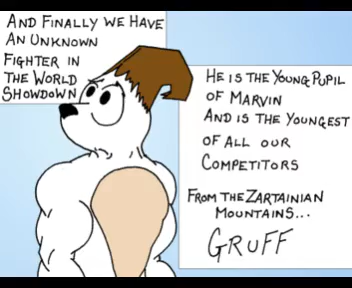 AND FINALLY WE HAVE
AN UNKNOWN
FIGHTER IN
THE WORLD
SHOWDOWN
HE IS THE YOUNG PUPIL
OF MARVIN
AND IS THE YOUNGEST
OF ALL OUR
COMPETITORS
FROM THE ZARTAINIAN
MOUNTAINS...
GRUFF